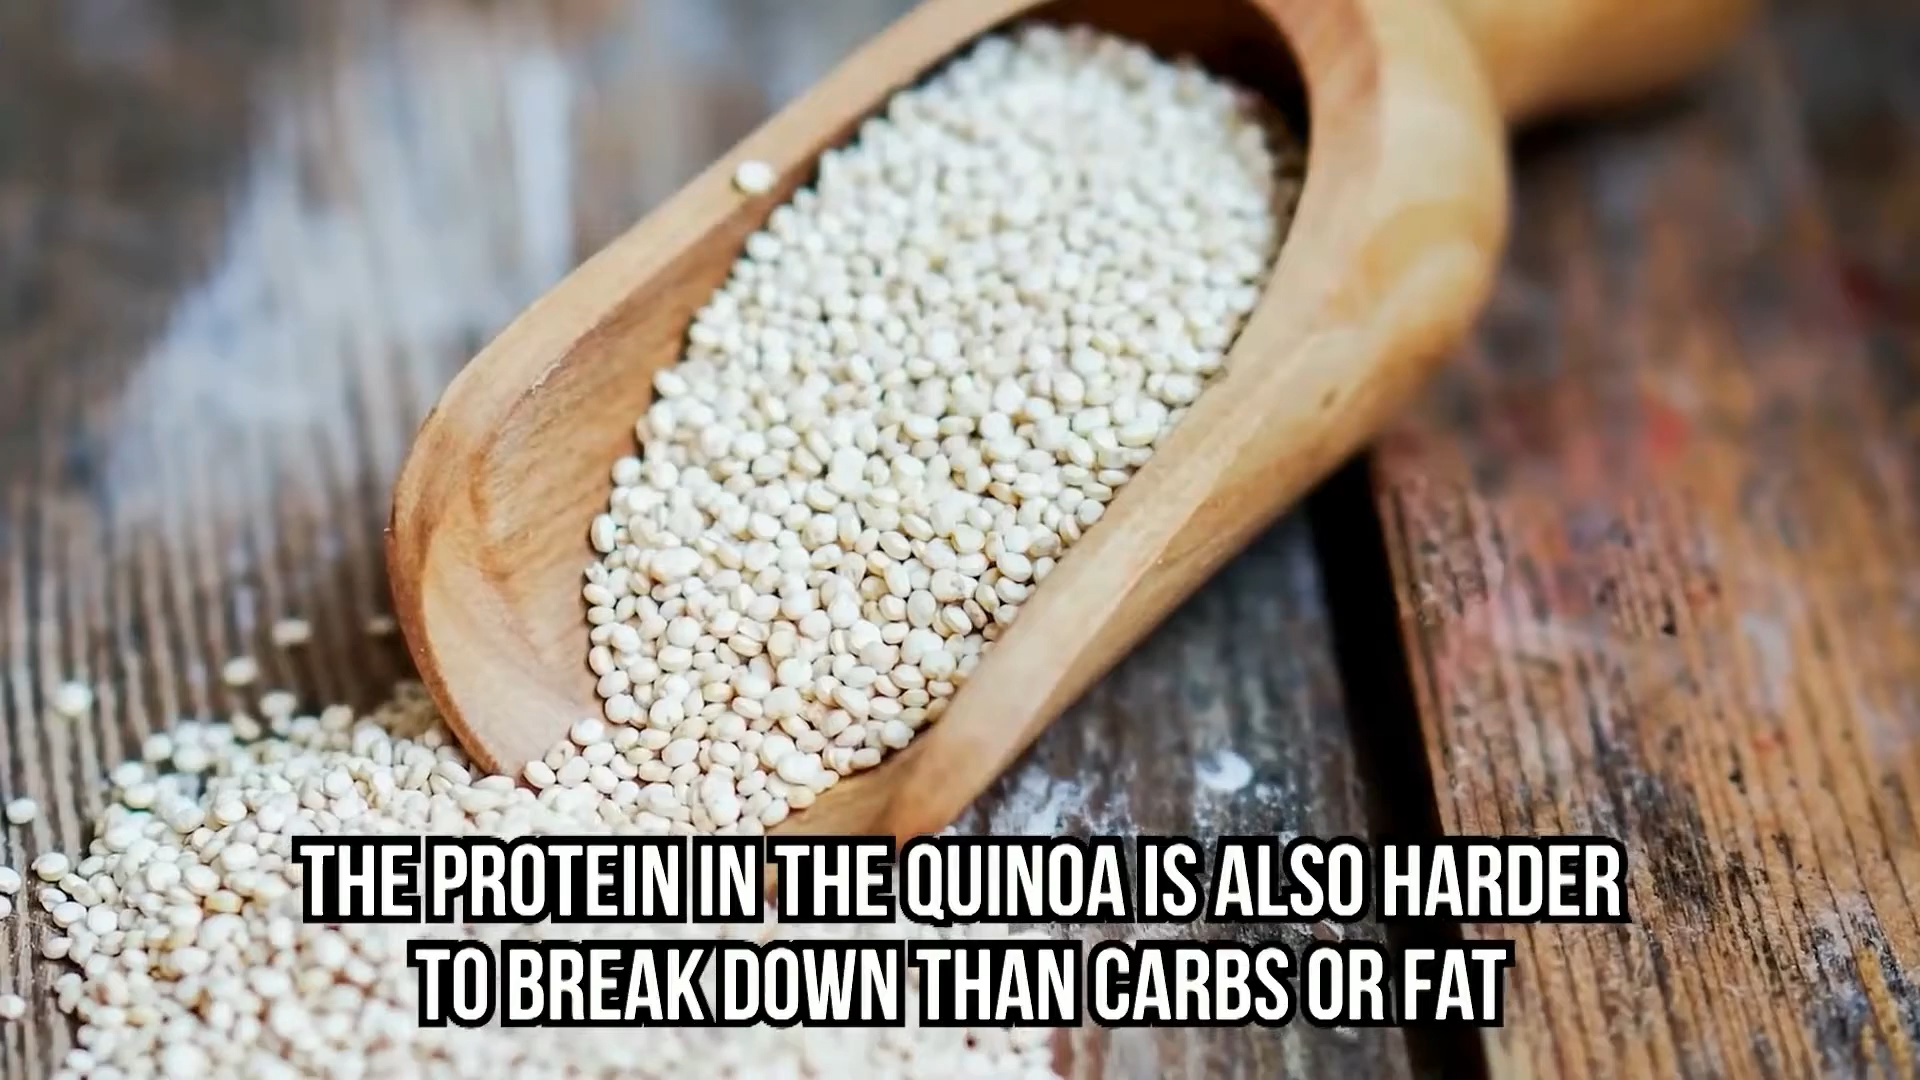 THE PROTEIN IN THE QUINOA IS ALSO HARDER
TO BREAK DOWN THAN CARBS OR FAT